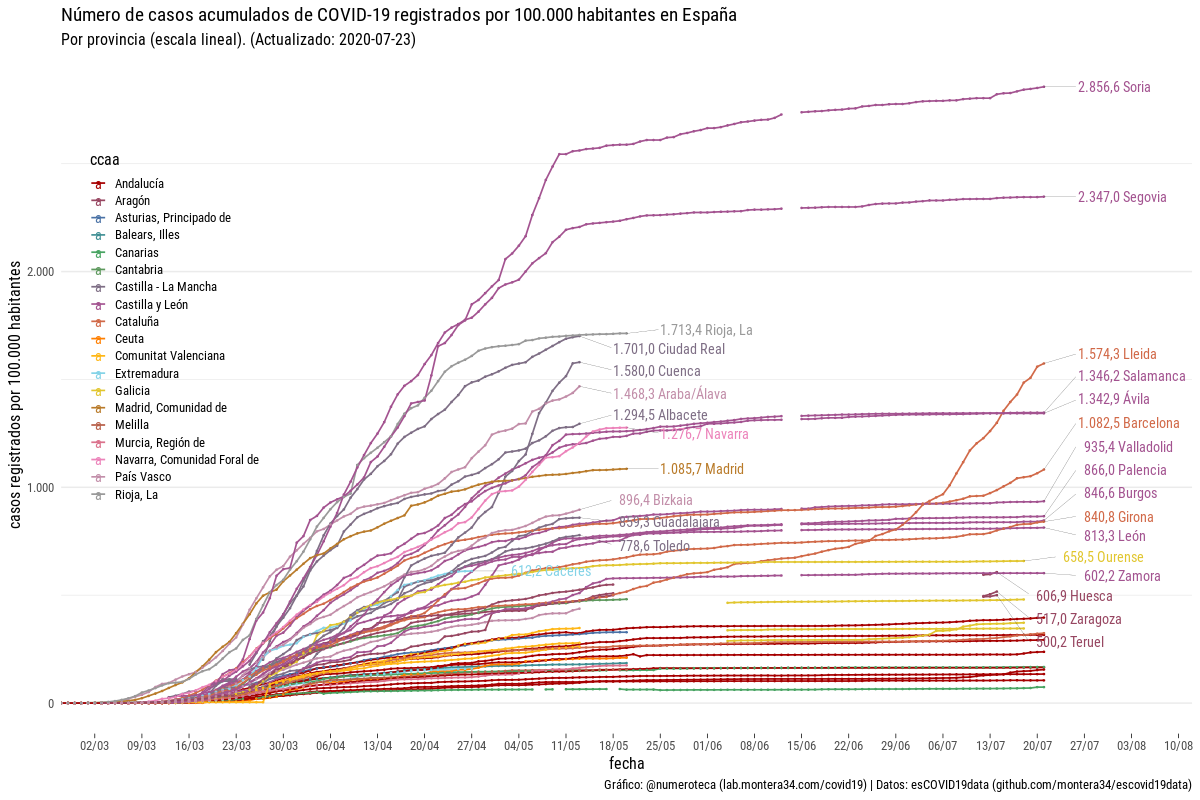 Número de casos acumulados de COVID-19 registrados por 100.000 habitantes en España
Por provincia (escala lineal). (Actualizado: 2020-07-23)
casos registrados por 100.000 habitantes
2.000
1.000
0
ccaa
Andalucía
Aragón
Asturias, Principado de
Balears, Illes
Canarias
Cantabria
Castilla - La Mancha
Castilla y León
Cataluña
Ceuta
Comunitat Valenciana
Extremadura
Galicia
Madrid, Comunidad de
Melilla
Murcia, Región de
Navarra, Comunidad Foral de
País Vasco
Rioja, La
2.856,6 Soria
2.347,0 Segovia
1.713,4 Rioja, La
1.701,0 Ciudad Real
1.580,0 Cuenca
1.468,3 Araba/Álava
1.294,5 Albacete
1.276,7 Navarra
1.085,7 Madrid
896,4 Bizkaia
859,3 Guadalajara
778,6 Toledo
612,2 Cáceres
1.574,3 Lleida
1.346,2 Salamanca
1.342,9 Ávila
1.082,5 Barcelona
935,4 Valladolid
866,0 Palencia
846,6 Burgos
840,8 Girona
813,3 León
658,5 Ourense
602,2 Zamora
606,9 Huesca
517,0 Zaragoza
500,2 Teruel
02/03 09/03 16/03 23/03 30/03 06/04 13/04 20/04 27/04 04/05 11/05 18/05 25/05 01/06 08/06 15/06 22/06 29/06 06/07 13/07 20/07 27/07 03/08 10/08
fecha
Gráfico: @numeroteca (lab.montera34.com/covid19) | Datos: esCOVID19data (github.com/montera34/escovid19data)